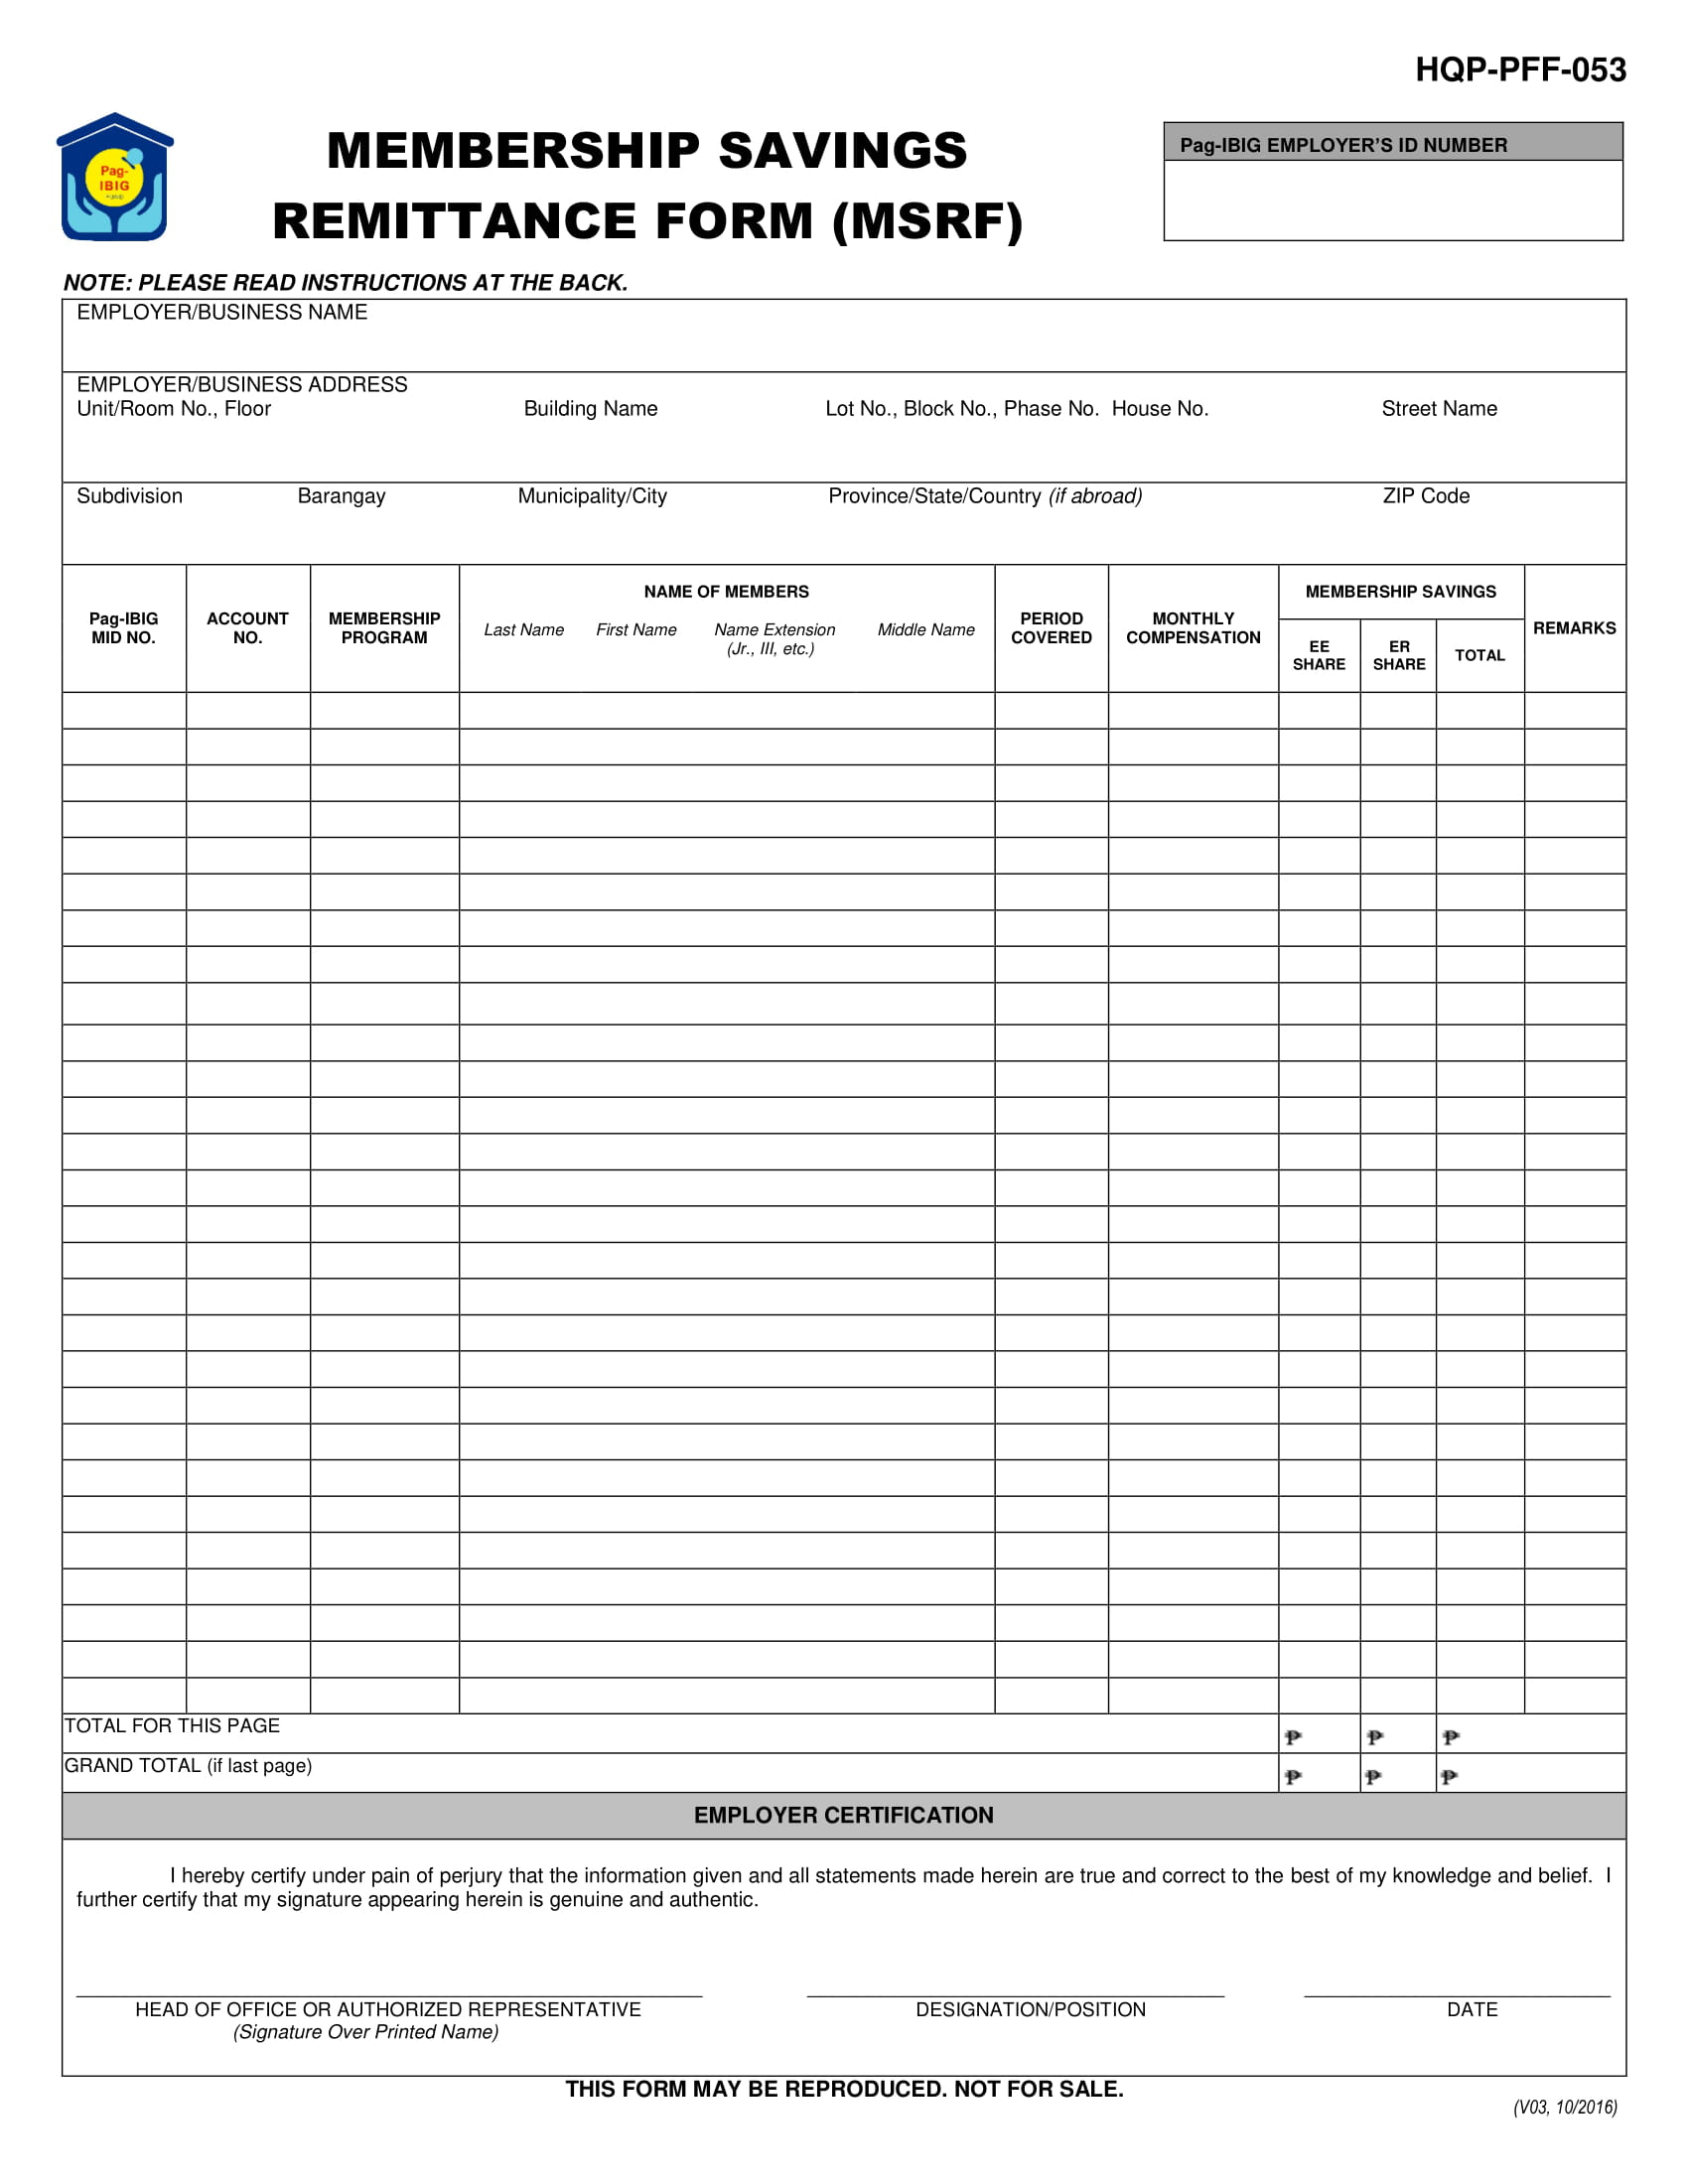 HQP-PFF-053
Pag-
IBIG
MEMBERSHIP SAVINGS
REMITTANCE FORM (MSRF)
Pag-IBIG EMPLOYER'S ID NUMBER
NOTE: PLEASE READ INSTRUCTIONS AT THE BACK.
EMPLOYER/BUSINESS NAME
EMPLOYER/BUSINESS ADDRESS
Unit/Room No., Floor Building Name Lot No., Block No., Phase No. House No. Street Name
Subdivision Barangay Municipality/City Province/State/Country (if abroad) ZIP Code
Pag-IBIG
MID NO.
ACCOUNT
NO.
MEMBERSHIP
PROGRAM
NAME OF MEMBERS
Last Name First Name Name Extension Middle Name
(Jr., III, etc.)
PERIOD
COVERED
MONTHLY
COMPENSATION
MEMBERSHIP SAVINGS
EE
SHARE
ER
SHARE
TOTAL
REMARKS
TOTAL FOR THIS PAGE ₱ ₱ ₱
GRAND TOTAL (if last page) ₱ ₱ ₱
EMPLOYER CERTIFICATION
I hereby certify under pain of perjury that the information given and all statements made herein are true and correct to the best of my knowledge and belief. I
further certify that my signature appearing herein is genuine and authentic.
HEAD OF OFFICE OR AUTHORIZED REPRESENTATIVE DESIGNATION/POSITION DATE
(Signature Over Printed Name)
THIS FORM MAY BE REPRODUCED. NOT FOR SALE.
(V03, 10/2016)